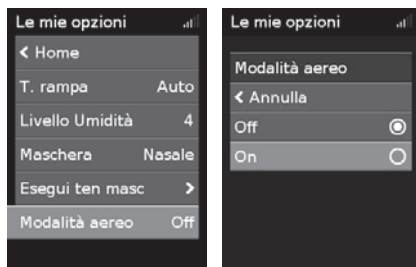 Le mie opzioni
< Home
T. rampa Auto
Livello Umidità 4
Maschera Nasale
Esegui ten masc >
Modalità aereo Off
Le mie opzioni
Modalità aereo
< Annulla
Off
On